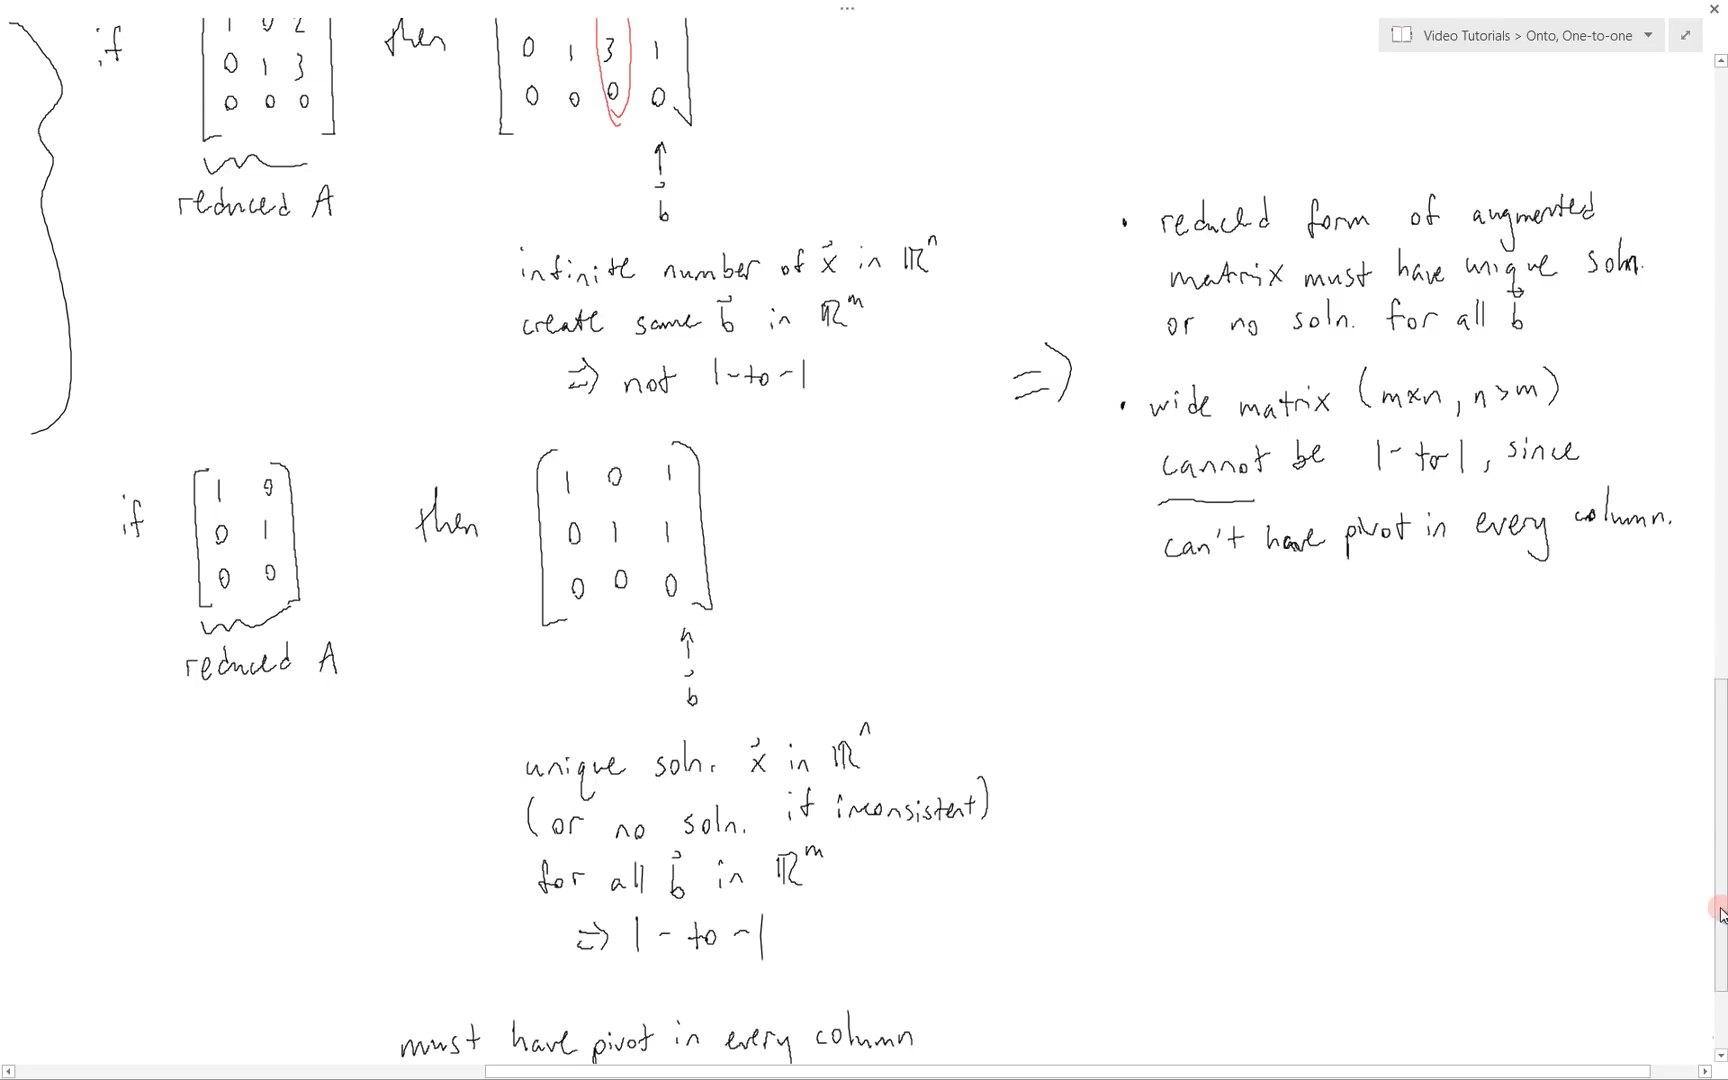 Video Tutorials > Onto, One-to-one
if
1 0 2
0 1 3
0 0 0
reduced A
then
0 1 3 1
0 0 0 0
↑
b⃗
infinite number of x⃗ in ℝⁿ
create same b⃗ in ℝᵐ
⇒ not 1-to-1
if
1 0
0 1
0 0
reduced A
then
1 0 1
0 1 1
0 0 0
↑
b⃗
unique soln. x⃗ in ℝⁿ
(or no soln. if inconsistent)
for all b⃗ in ℝᵐ
⇒ 1-to-1
must have pivot in every column
⇒
• reduced form of augmented
matrix must have unique soln.
or no soln. for all b⃗
• wide matrix (m×n, n>m)
cannot be 1-to-1, since
can't have pivot in every column.